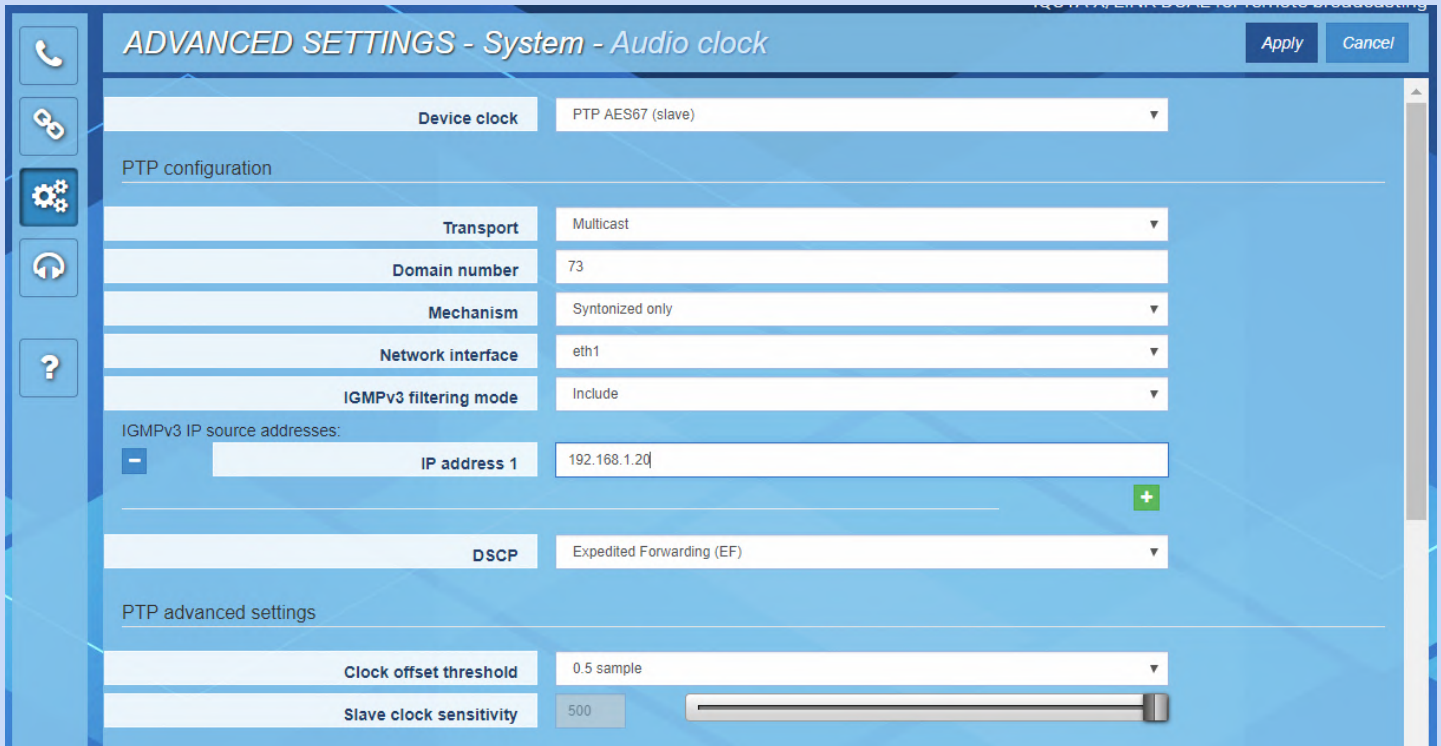 for remote broadcasting
ADVANCED SETTINGS - System - Audio clock
Apply
Cancel
Device clock
PTP AES67 (slave)
PTP configuration
Transport
Multicast
Domain number
73
Mechanism
Syntonized only
Network interface
eth1
IGMPv3 filtering mode
Include
IGMPv3 IP source addresses:
IP address 1
192.168.1.20
DSCP
Expedited Forwarding (EF)
PTP advanced settings
Clock offset threshold
0.5 sample
Slave clock sensitivity
500